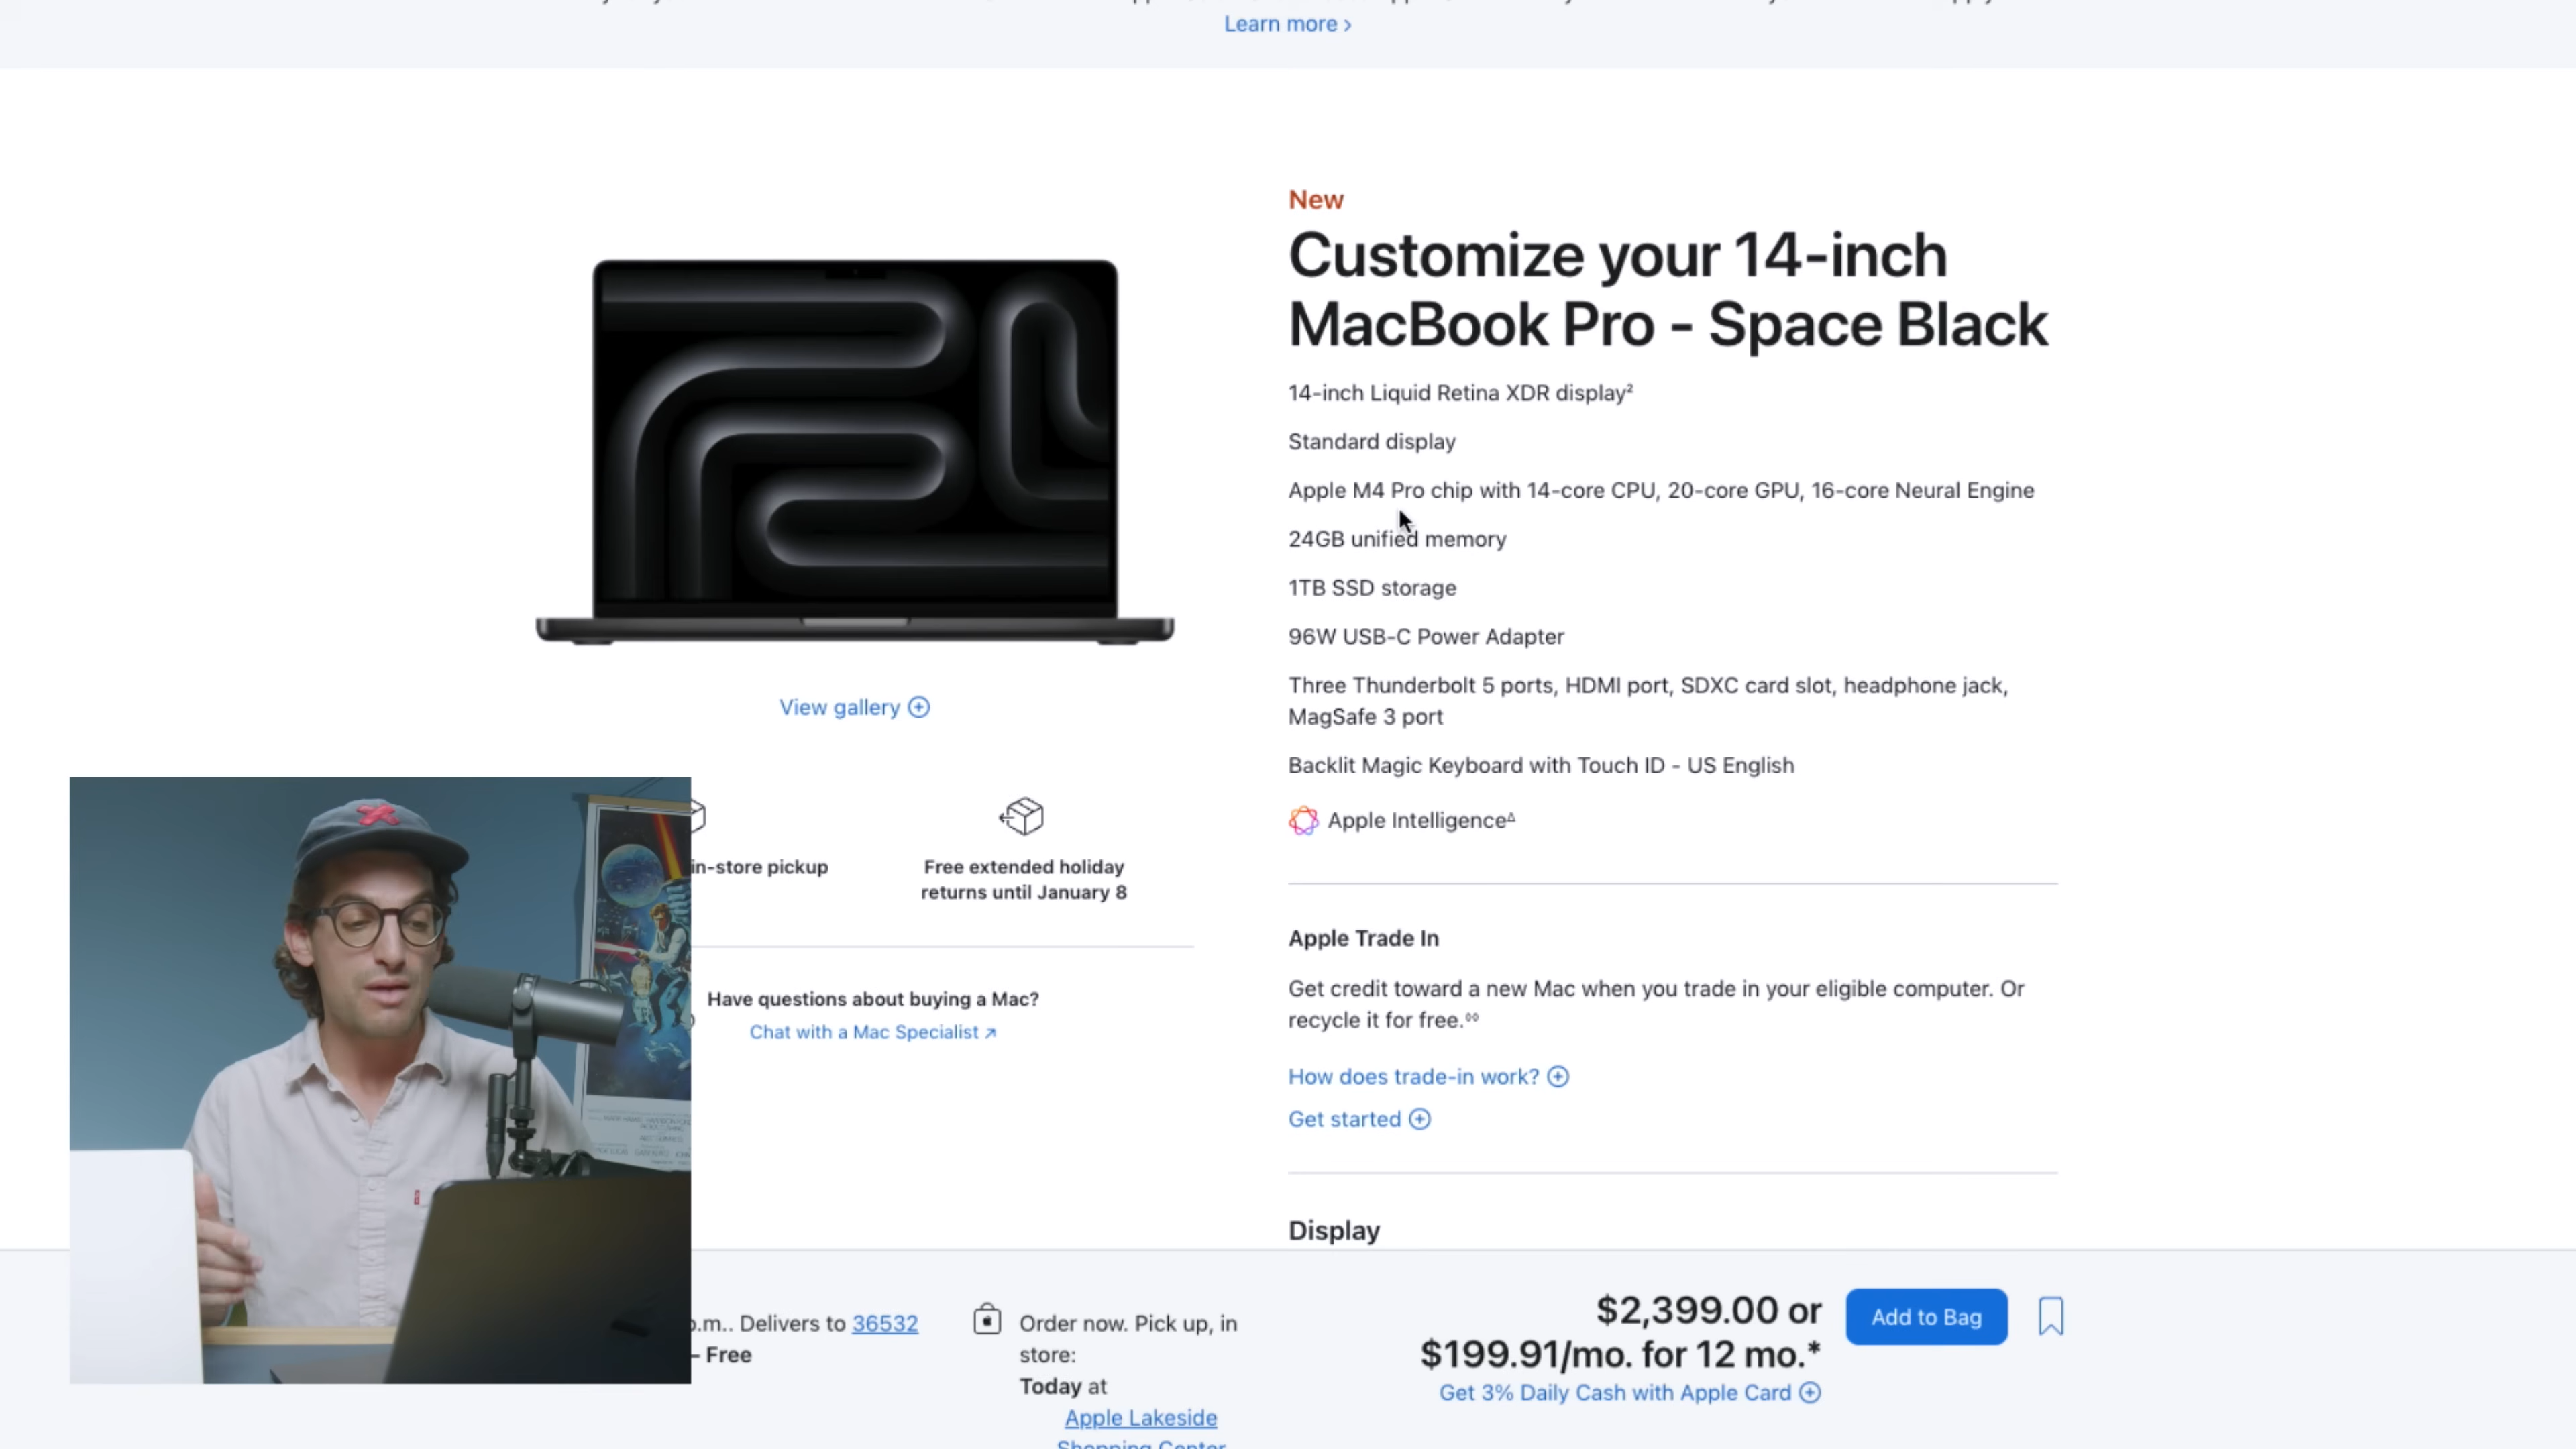 Learn more ›
New
Customize your 14-inch
MacBook Pro - Space Black
14-inch Liquid Retina XDR display²
Standard display
Apple M4 Pro chip with 14-core CPU, 20-core GPU, 16-core Neural Engine
24GB unified memory
1TB SSD storage
96W USB-C Power Adapter
Three Thunderbolt 5 ports, HDMI port, SDXC card slot, headphone jack,
MagSafe 3 port
Backlit Magic Keyboard with Touch ID - US English
Apple Intelligence∆
View gallery
in-store pickup
Free extended holiday
returns until January 8
Have questions about buying a Mac?
Chat with a Mac Specialist ↗
Apple Trade In
Get credit toward a new Mac when you trade in your eligible computer. Or
recycle it for free.◊◊
How does trade-in work?
Get started
Display
p.m.. Delivers to 36532
– Free
Order now. Pick up, in
store:
Today at
Apple Lakeside
Shopping Center
$2,399.00 or
$199.91/mo. for 12 mo.*
Get 3% Daily Cash with Apple Card
Add to Bag